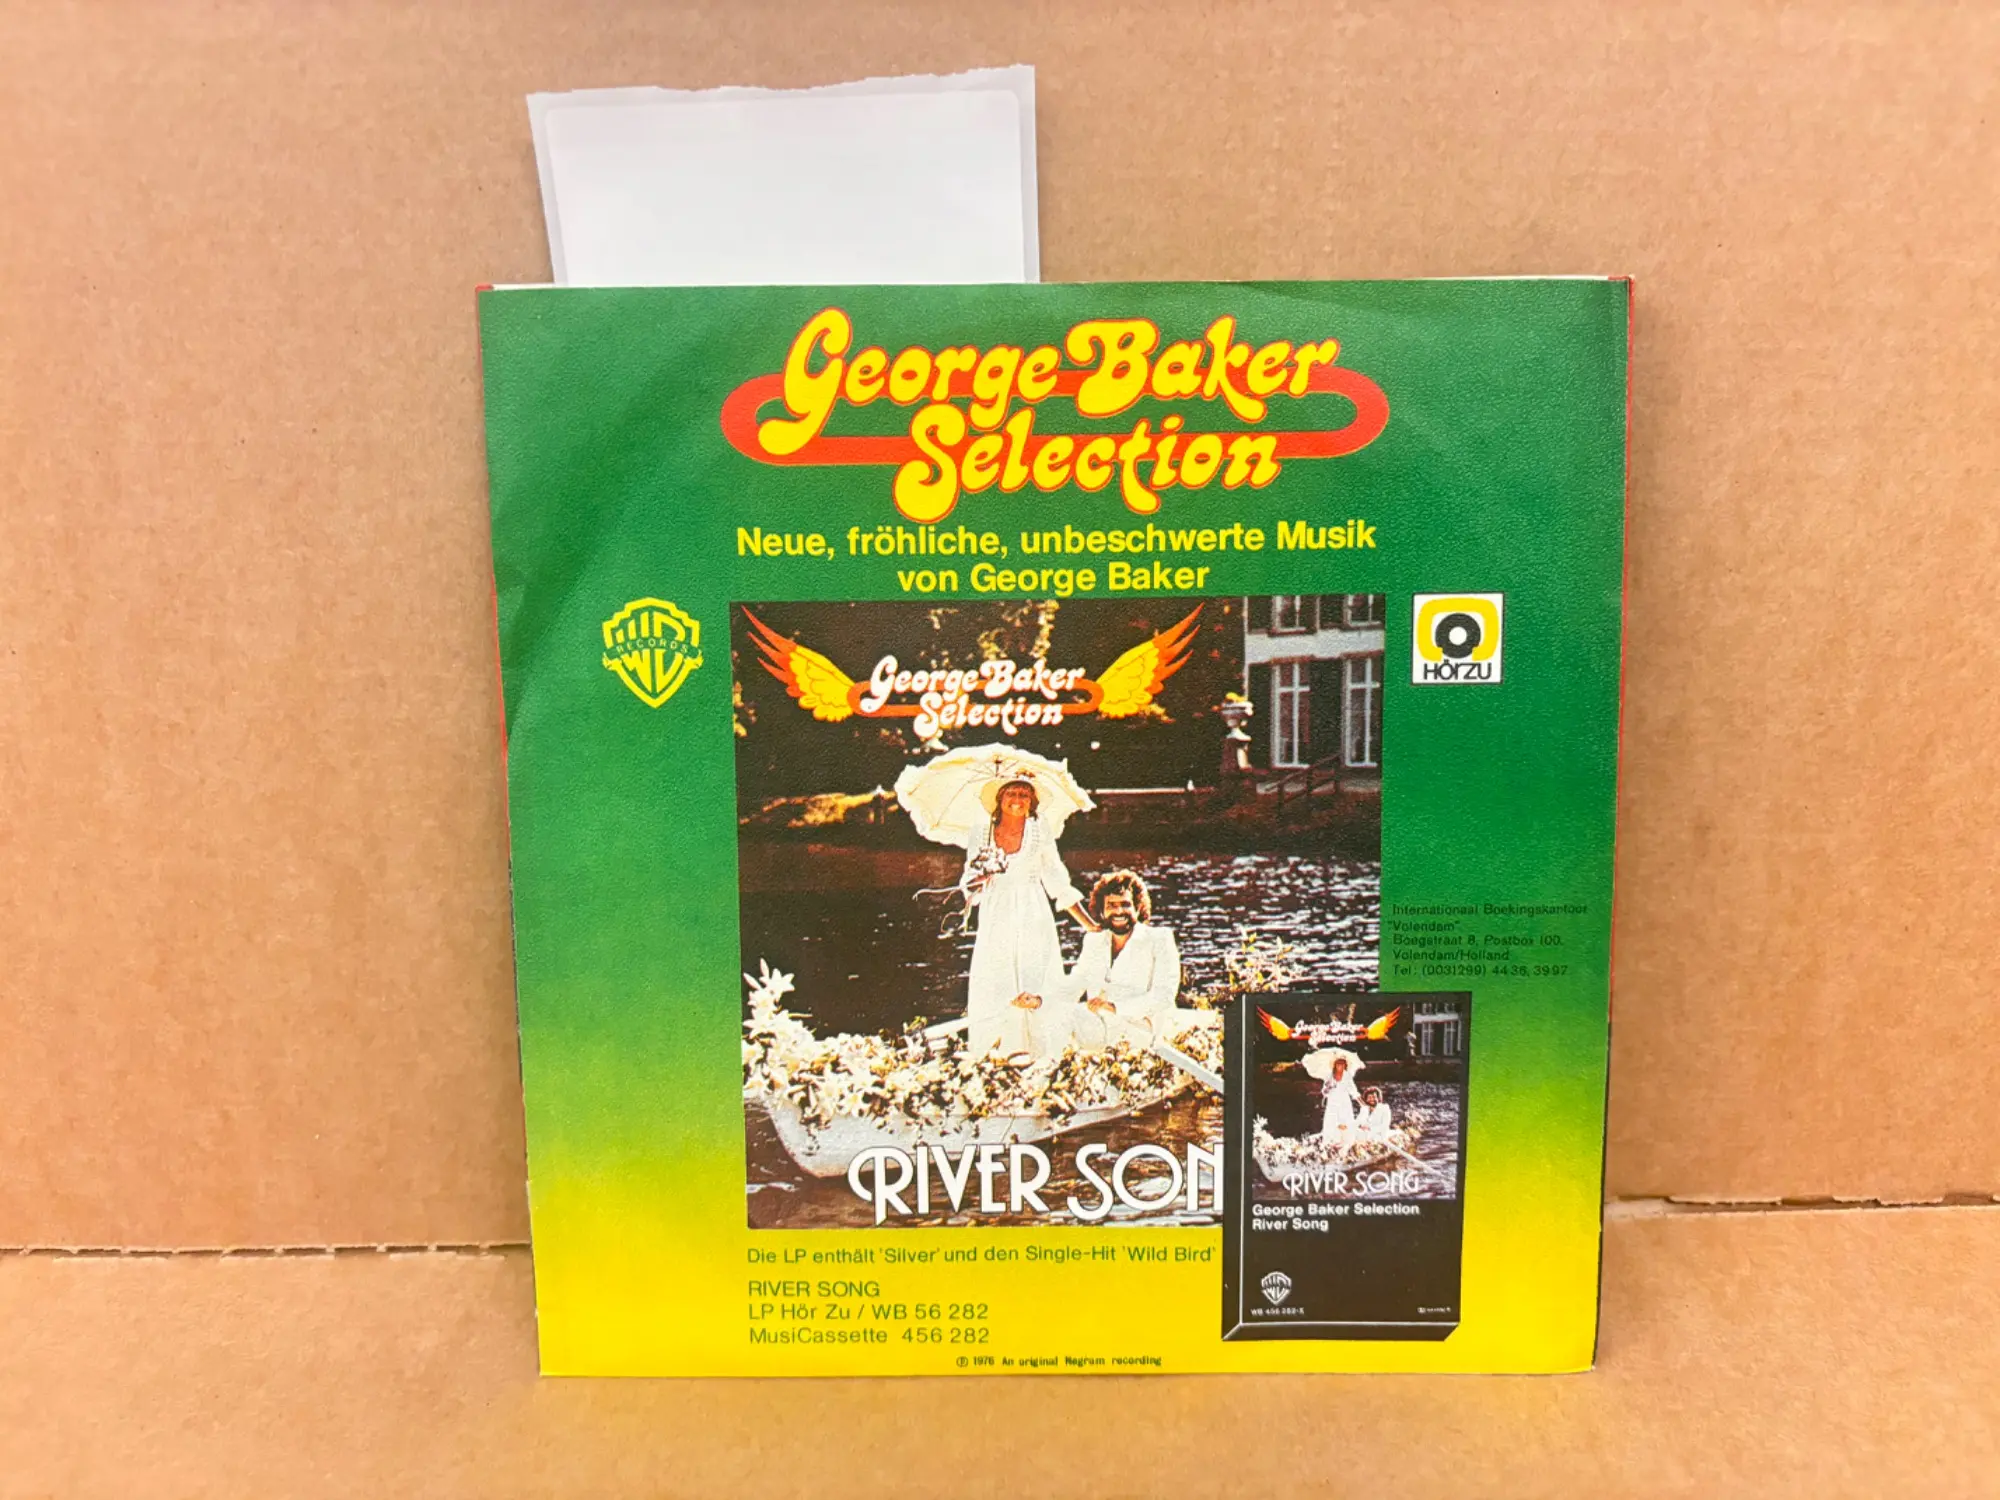 George Baker
Selection
Neue, fröhliche, unbeschwerte Musik
von George Baker
WB
RECORDS
HÖRZU
George Baker
Selection
RIVER SON
Internationaal Boekingskantoor
"Volendam"
Boegstraat 8, Postbox 100,
Volendam/Holland
Tel: (0031299) 4436, 3997
George Baker
Selection
RIVER SONG
George Baker Selection
River Song
WB 456 282-X
Die LP enthält 'Silver' und den Single-Hit 'Wild Bird'
RIVER SONG
LP Hör Zu / WB 56 282
MusiCassette 456 282
℗ 1976 An original Negram recording